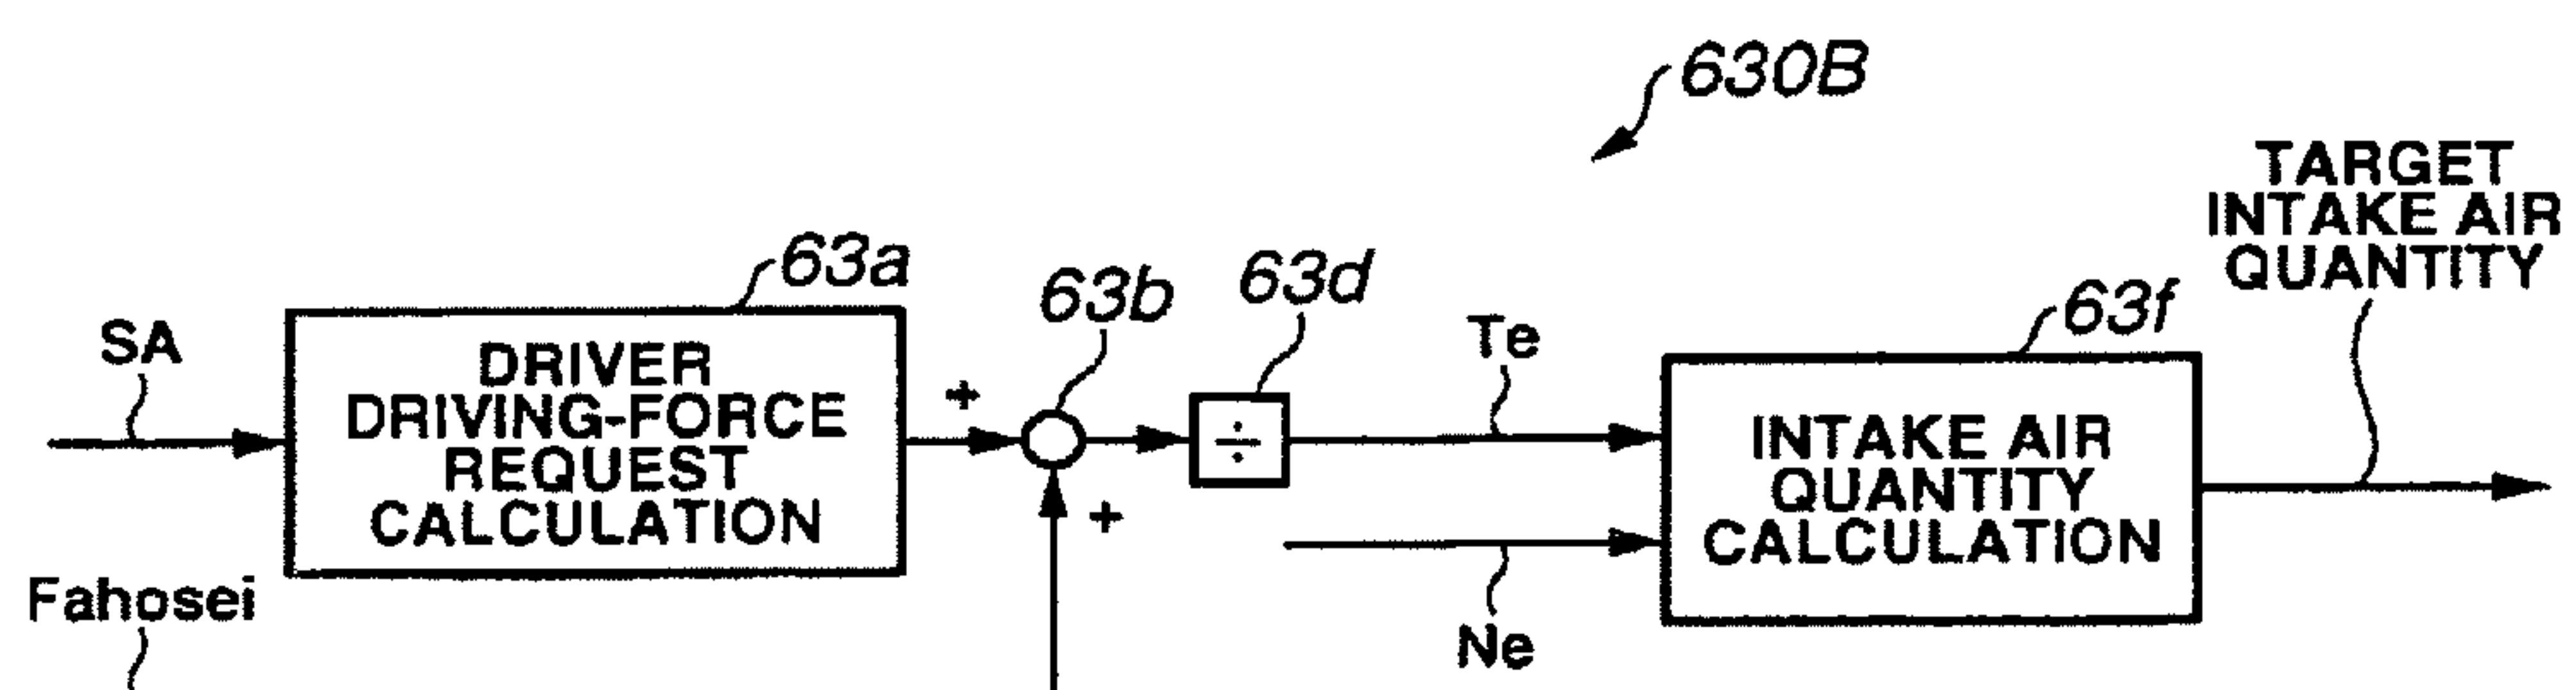 630B
TARGET
INTAKE AIR
QUANTITY
63a
63b
63d
63f
SA
Te
DRIVER
DRIVING-FORCE
REQUEST
CALCULATION
+
÷
+
INTAKE AIR
QUANTITY
CALCULATION
Fahosei
Ne